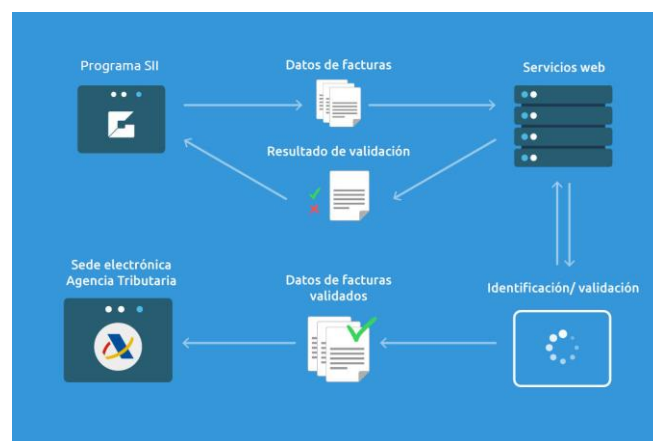 Programa SII
Datos de facturas
Servicios web
Resultado de validación
Sede electrónica
Agencia Tributaria
Datos de facturas
validados
Identificación/ validación